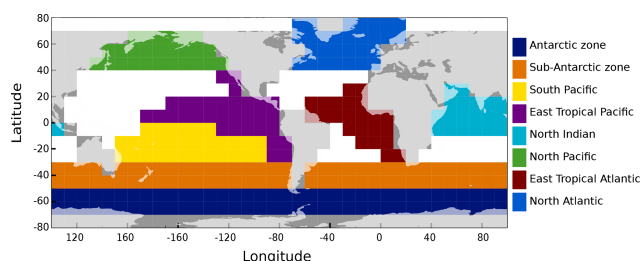 80
60
40
20
0
-20
-40
-60
-80
Latitude
120 160 -160 -120 -80 -40 0 40 80
Longitude
Antarctic zone
Sub-Antarctic zone
South Pacific
East Tropical Pacific
North Indian
North Pacific
East Tropical Atlantic
North Atlantic